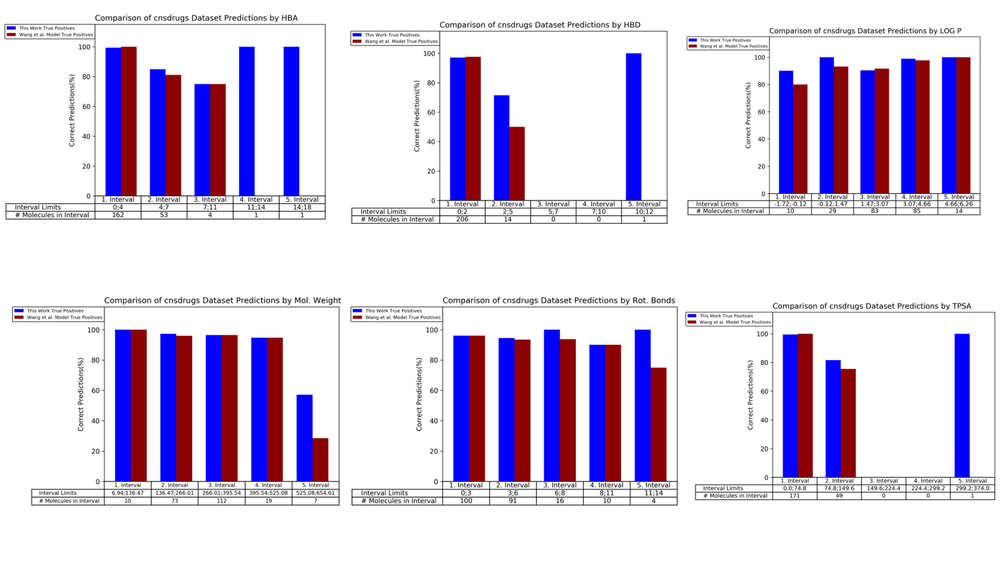 Comparison of cnsdrugs Dataset Predictions by HBA
This Work True Positives
Wang et al. Model True Positives
Correct Predictions(%)
100
80
60
40
20
0
1. Interval 2. Interval 3. Interval 4. Interval 5. Interval
Interval Limits 0;4 4;7 7;11 11;14 14;18
# Molecules in Interval 162 53 4 1 1
Comparison of cnsdrugs Dataset Predictions by HBD
This Work True Positives
Wang et al. Model True Positives
Correct Predictions(%)
100
80
60
40
20
0
1. Interval 2. Interval 3. Interval 4. Interval 5. Interval
Interval Limits 0;2 2;5 5;7 7;10 10;12
# Molecules in Interval 206 14 0 0 1
Comparison of cnsdrugs Dataset Predictions by LOG P
This Work True Positives
Wang et al. Model True Positives
Correct Predictions(%)
100
80
60
40
20
0
1. Interval 2. Interval 3. Interval 4. Interval 5. Interval
Interval Limits -1.72;-0.12 -0.12;1.47 1.47;3.07 3.07;4.66 4.66;6.26
# Molecules in Interval 10 29 83 85 14
Comparison of cnsdrugs Dataset Predictions by Mol. Weight
This Work True Positives
Wang et al. Model True Positives
Correct Predictions(%)
100
80
60
40
20
0
1. Interval 2. Interval 3. Interval 4. Interval 5. Interval
Interval Limits 6.94;136.47 136.47;266.01 266.01;395.54 395.54;525.08 525.08;654.61
# Molecules in Interval 10 73 112 19 7
Comparison of cnsdrugs Dataset Predictions by Rot. Bonds
This Work True Positives
Wang et al. Model True Positives
Correct Predictions(%)
100
80
60
40
20
0
1. Interval 2. Interval 3. Interval 4. Interval 5. Interval
Interval Limits 0;3 3;6 6;8 8;11 11;14
# Molecules in Interval 100 91 16 10 4
Comparison of cnsdrugs Dataset Predictions by TPSA
This Work True Positives
Wang et al. Model True Positives
Correct Predictions(%)
100
80
60
40
20
0
1. Interval 2. Interval 3. Interval 4. Interval 5. Interval
Interval Limits 0.0;74.8 74.8;149.6 149.6;224.4 224.4;299.2 299.2;374.0
# Molecules in Interval 171 49 0 0 1